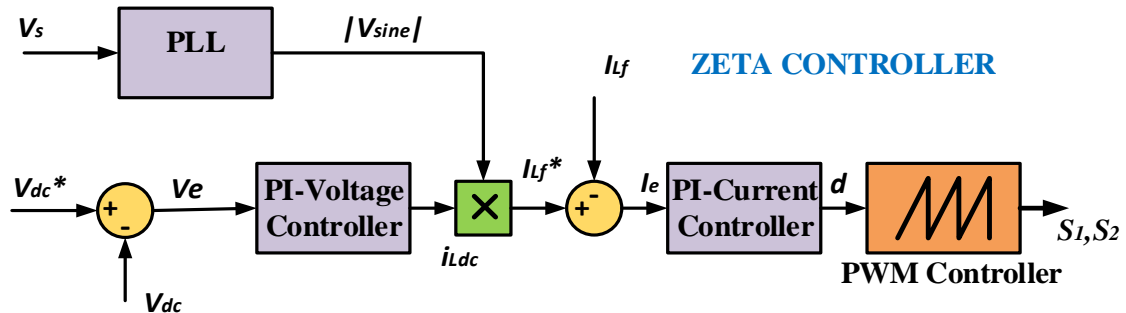 Vs
PLL
|Vsine|
ILf
ZETA CONTROLLER
Vdc*
+
-
Ve
PI-Voltage
Controller
iLdc
×
ILf*
+
-
Ie
PI-Current
Controller
d
S1,S2
PWM Controller
Vdc